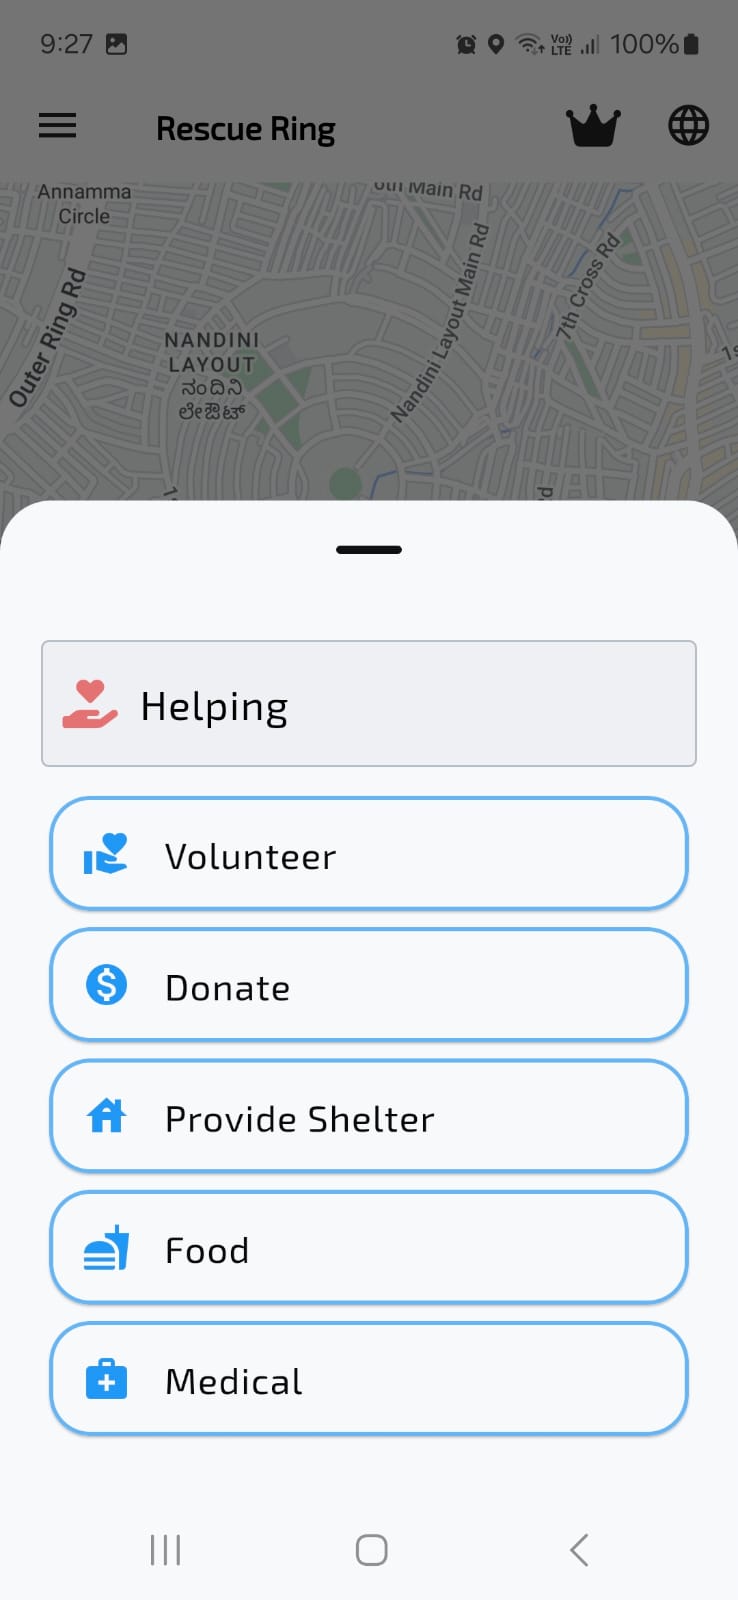 9:27
Vo)) LTE 100%
Rescue Ring
Annamma
Circle
6th Main Rd
Outer Ring Rd
NANDINI
LAYOUT
ನಂದಿನಿ
ಲೇಔಟ್
Nandini Layout Main Rd
7th Cross Rd
Helping
Volunteer
Donate
Provide Shelter
Food
Medical